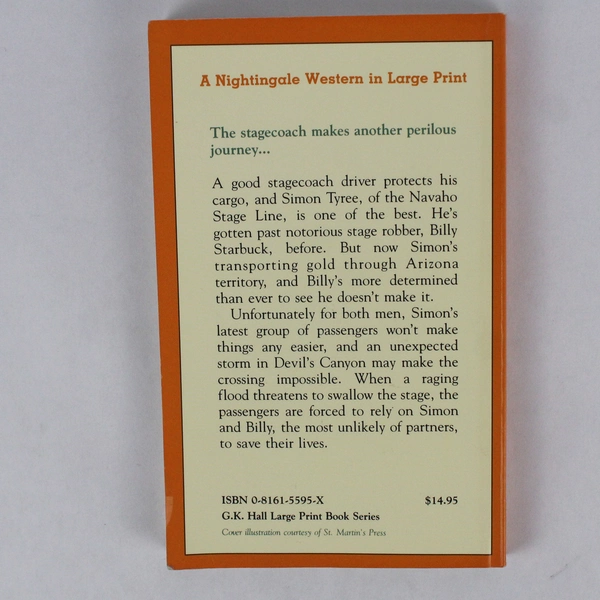 A Nightingale Western in Large Print
The stagecoach makes another perilous
journey...
A good stagecoach driver protects his
cargo, and Simon Tyree, of the Navaho
Stage Line, is one of the best. He's
gotten past notorious stage robber, Billy
Starbuck, before. But now Simon's
transporting gold through Arizona
territory, and Billy's more determined
than ever to see he doesn't make it.
Unfortunately for both men, Simon's
latest group of passengers won't make
things any easier, and an unexpected
storm in Devil's Canyon may make the
crossing impossible. When a raging
flood threatens to swallow the stage, the
passengers are forced to rely on Simon
and Billy, the most unlikely of partners,
to save their lives.
ISBN 0-8161-5595-X $14.95
G.K. Hall Large Print Book Series
Cover illustration courtesy of St. Martin's Press